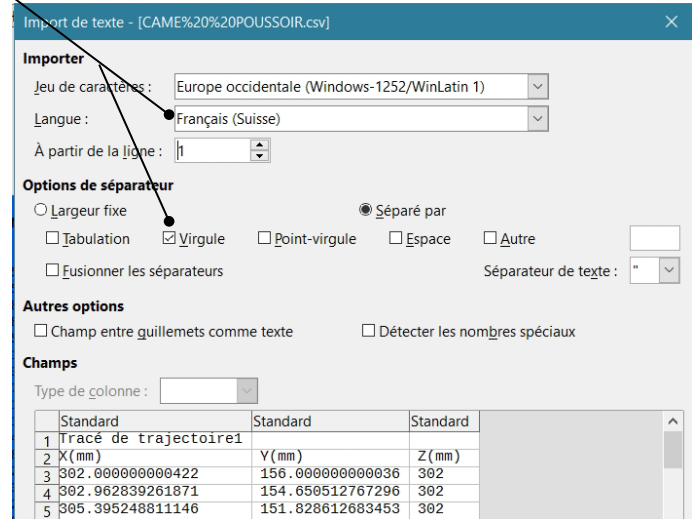 Import de texte - [CAME%20%20POUSSOIR.csv]
Importer
Jeu de caractères : Europe occidentale (Windows-1252/WinLatin 1)
Langue : Français (Suisse)
À partir de la ligne : 1
Options de séparateur
Largeur fixe Séparé par
Tabulation Virgule Point-virgule Espace Autre
Fusionner les séparateurs Séparateur de texte : "
Autres options
Champ entre guillemets comme texte Détecter les nombres spéciaux
Champs
Type de colonne :
Standard Standard Standard
1 Tracé de trajectoire1
2 X(mm) Y(mm) Z(mm)
3 302.000000000422 156.000000000036 302
4 302.962839261871 154.650512767296 302
5 305.395248811146 151.828612683453 302